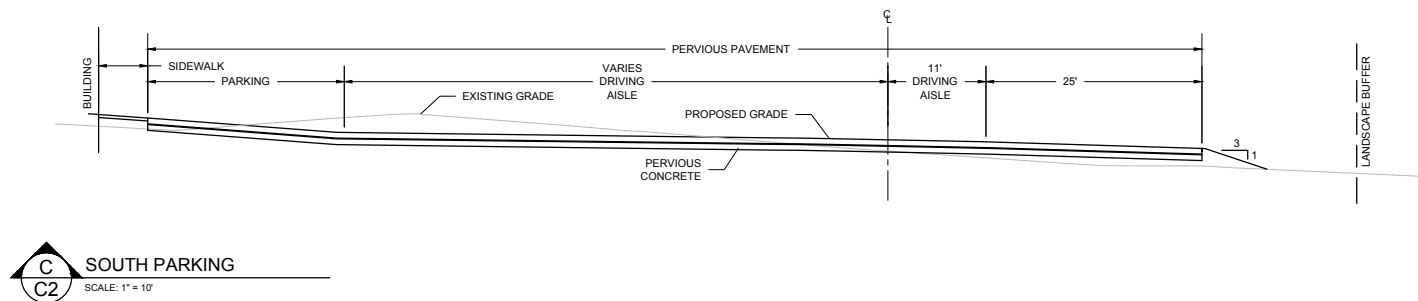 ℄
PERVIOUS PAVEMENT
BUILDING
SIDEWALK
PARKING
VARIES
DRIVING
AISLE
11'
DRIVING
AISLE
25'
LANDSCAPE BUFFER
EXISTING GRADE
PROPOSED GRADE
PERVIOUS
CONCRETE
3
1
C
C2
SOUTH PARKING
SCALE: 1" = 10'